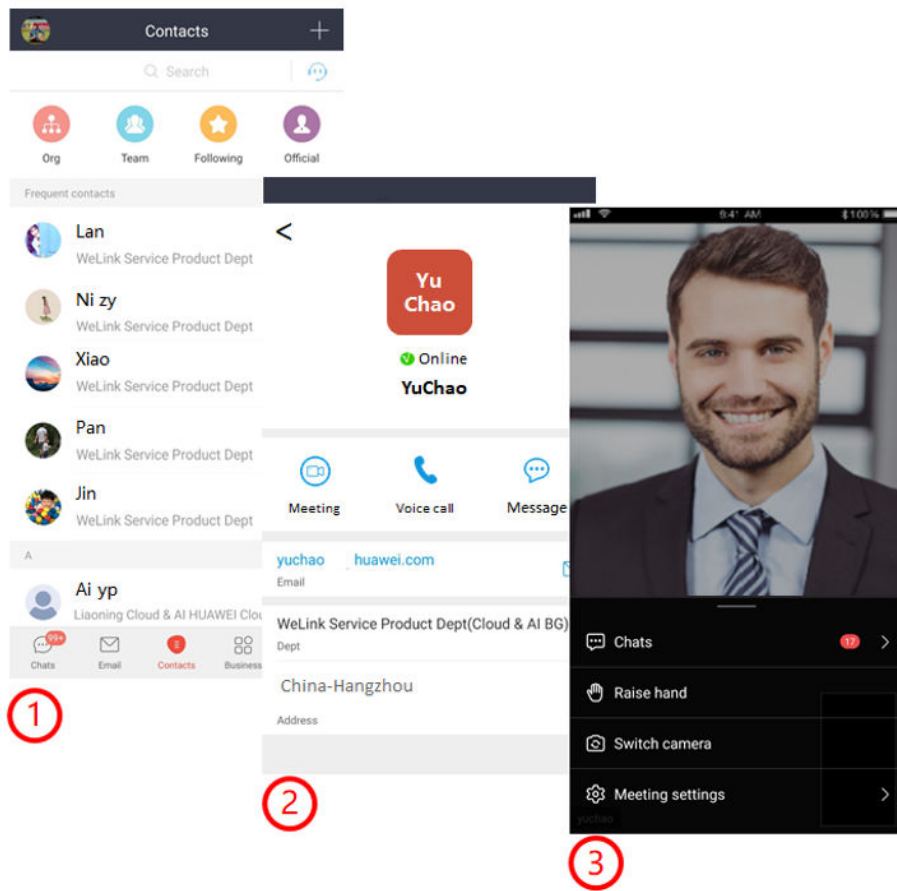 Contacts
Search
Org
Team
Following
Official
Frequent contacts
Lan
WeLink Service Product Dept
Ni zy
WeLink Service Product Dept
Xiao
WeLink Service Product Dept
Pan
WeLink Service Product Dept
Jin
WeLink Service Product Dept
A
Ai yp
Liaoning Cloud & AI HUAWEI Clou
99+
Chats
Email
Contacts
Business
1
<
Yu
Chao
Online
YuChao
Meeting
Voice call
Message
yuchao huawei.com
Email
WeLink Service Product Dept(Cloud & AI BG)
Dept
China-Hangzhou
Address
2
9:41 AM
100%
Chats
17
Raise hand
Switch camera
Meeting settings
yuchao
3